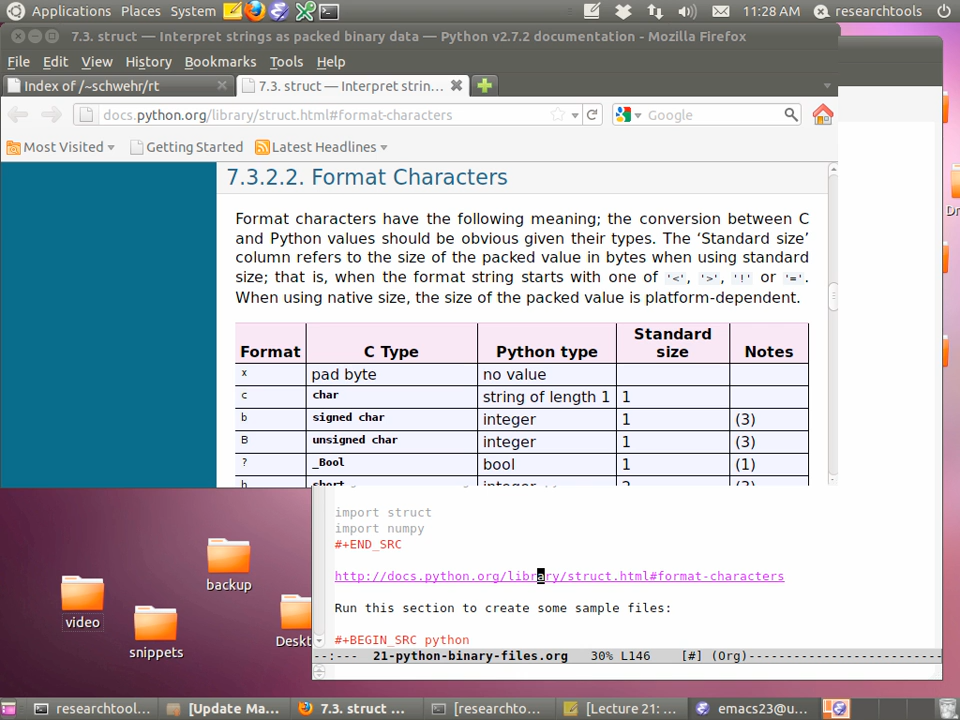 Applications Places System 11:28 AM researchtools
7.3. struct — Interpret strings as packed binary data — Python v2.7.2 documentation - Mozilla Firefox
File Edit View History Bookmarks Tools Help
Index of /~schwehr/rt 7.3. struct — Interpret strin...
docs.python.org/library/struct.html#format-characters Google
Most Visited Getting Started Latest Headlines
7.3.2.2. Format Characters
Format characters have the following meaning; the conversion between C
and Python values should be obvious given their types. The ‘Standard size’
column refers to the size of the packed value in bytes when using standard
size; that is, when the format string starts with one of '<', '>', '!' or '='.
When using native size, the size of the packed value is platform-dependent.
Format C Type Python type Standard size Notes
x pad byte no value
c char string of length 1 1
b signed char integer 1 (3)
B unsigned char integer 1 (3)
? _Bool bool 1 (1)
h short integer 2 (3)
import struct
import numpy
#+END_SRC
http://docs.python.org/library/struct.html#format-characters
Run this section to create some sample files:
#+BEGIN_SRC python
--:--- 21-python-binary-files.org 30% L146 [#] (Org)------------------------
backup
video
snippets
Deskt
researchtool... [Update Ma... 7.3. struct ... [researchto... [Lecture 21: ... emacs23@u...